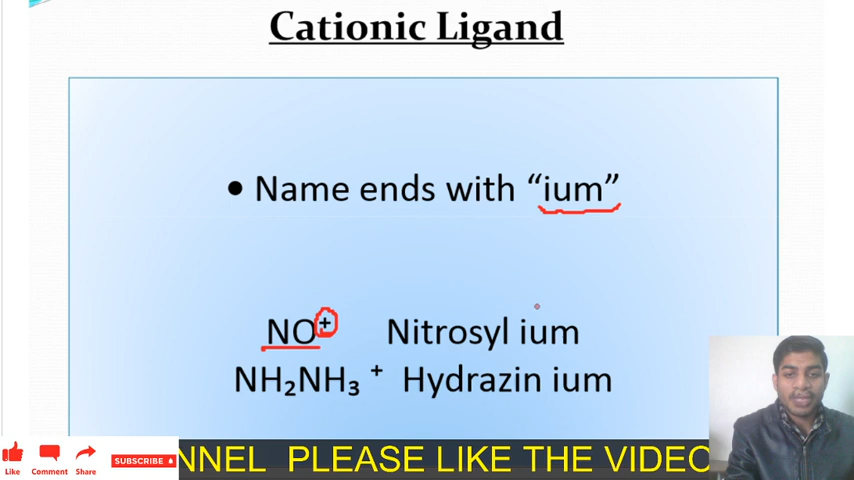 Cationic Ligand
• Name ends with “ium”
NO⁺ Nitrosyl ium
NH₂NH₃ ⁺ Hydrazin ium
Like Comment Share SUBSCRIBE
NNEL PLEASE LIKE THE VIDEO